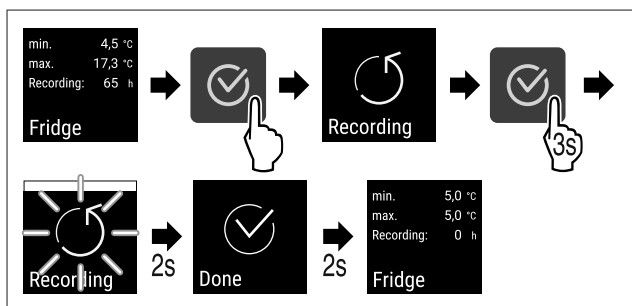 min. 4,5 °C
max. 17,3 °C
Recording: 65 h
Fridge
Recording
3s
Recording
2s
Done
2s
min. 5,0 °C
max. 5,0 °C
Recording: 0 h
Fridge